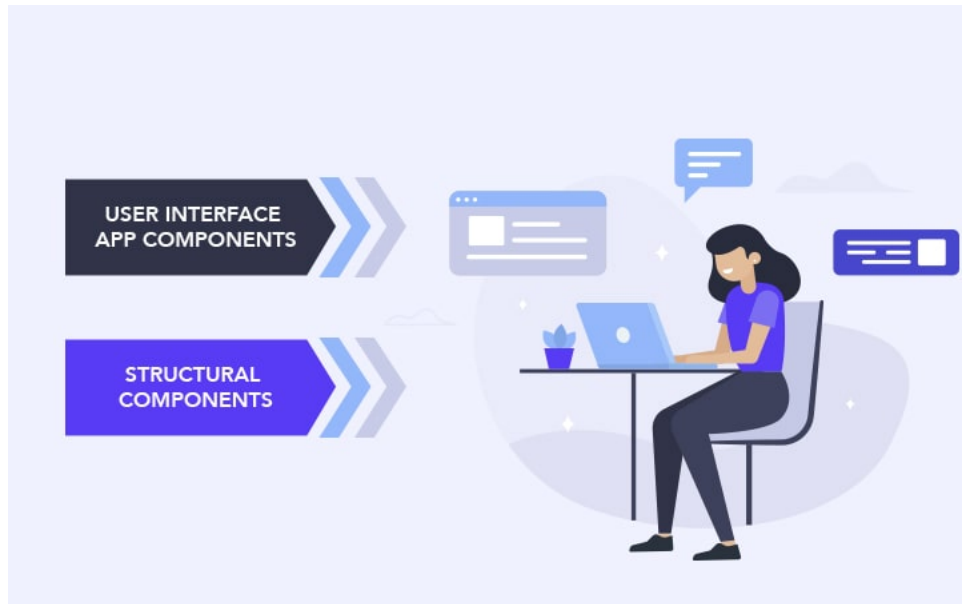 USER INTERFACE
APP COMPONENTS
STRUCTURAL
COMPONENTS